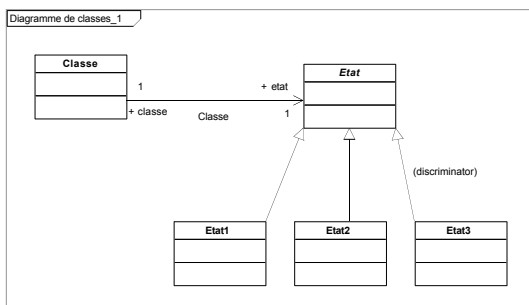 Diagramme de classes_1
Classe
Etat
1
+ etat
+ classe
Classe
1
(discriminator)
Etat1
Etat2
Etat3